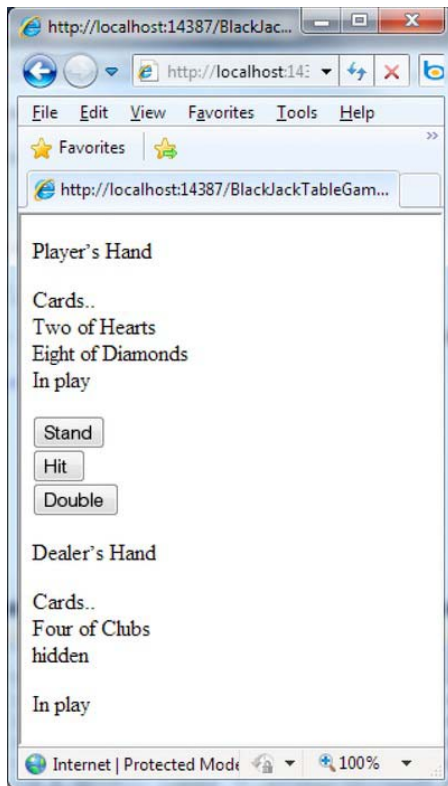 http://localhost:14387/BlackJac...
http://localhost:14
File Edit View Favorites Tools Help
Favorites
http://localhost:14387/BlackJackTableGam...
Player's Hand
Cards..
Two of Hearts
Eight of Diamonds
In play
Stand
Hit
Double
Dealer's Hand
Cards..
Four of Clubs
hidden
In play
Internet | Protected Mode 100%